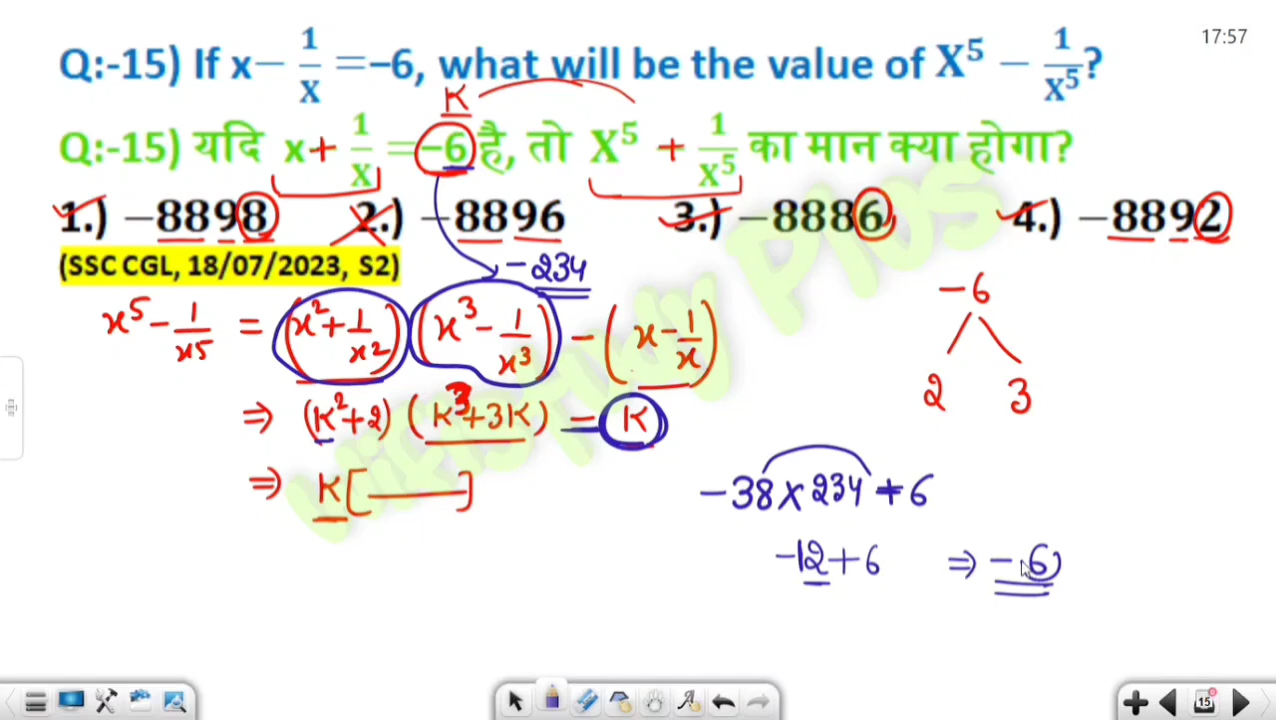 17:57
Q:-15) If x− 1/x =−6, what will be the value of X⁵ − 1/X⁵?
K
Q:-15) यदि x+ 1/x =−6 है, तो X⁵ + 1/X⁵ का मान क्या होगा?
1.) −8898 2.) −8896 3.) −8886 4.) −8892
(SSC CGL, 18/07/2023, S2)
−234
x⁵ − 1/x⁵ = (x² + 1/x²) (x³ − 1/x³) − (x − 1/x)
⇒ (K²+2) (K³+3K) − K
⇒ K[ ]
−6
2 3
−38×234 + 6
−12+6 ⇒ −6
Study Plus
15